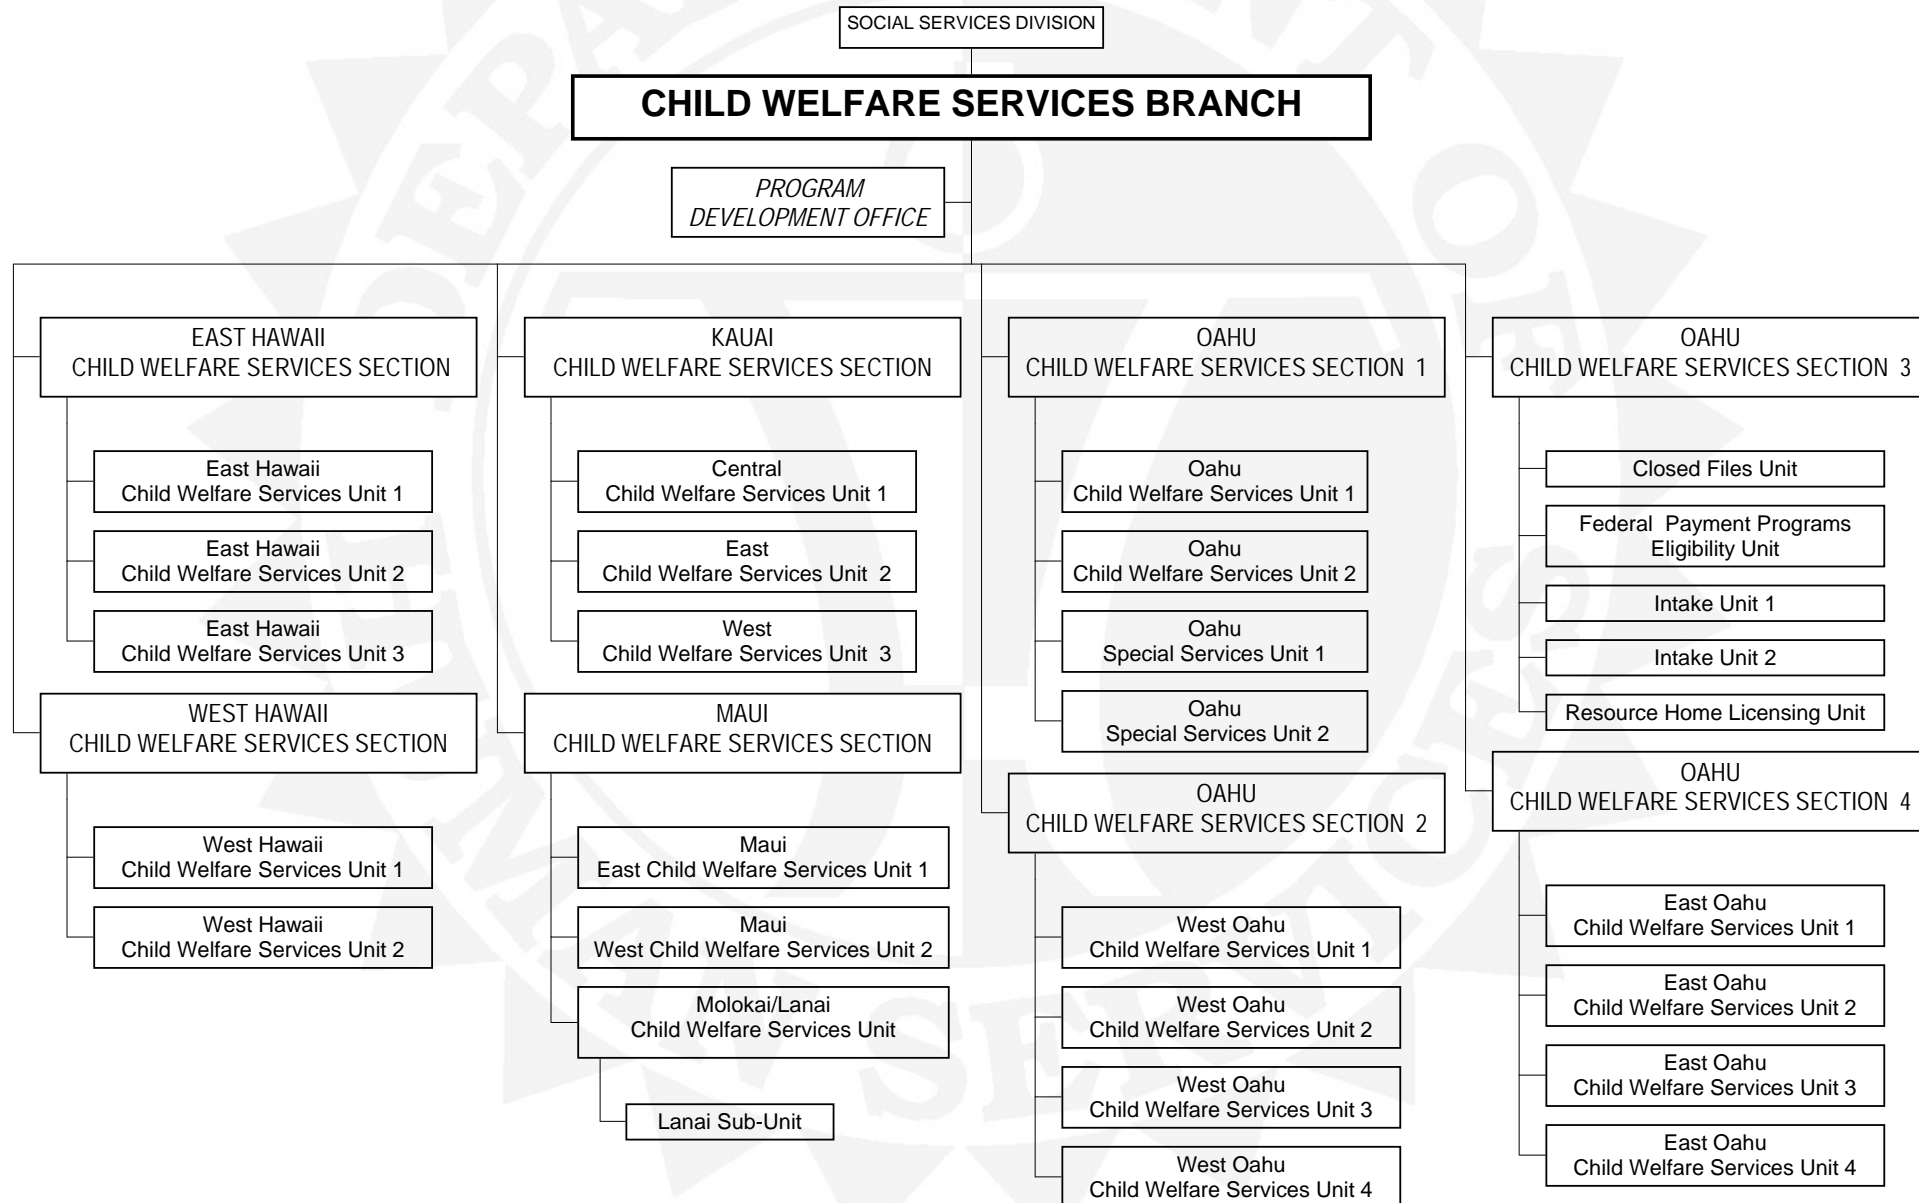 SOCIAL SERVICES DIVISION
CHILD WELFARE SERVICES BRANCH
PROGRAM
DEVELOPMENT OFFICE
EAST HAWAII
CHILD WELFARE SERVICES SECTION
East Hawaii
Child Welfare Services Unit 1
East Hawaii
Child Welfare Services Unit 2
East Hawaii
Child Welfare Services Unit 3
WEST HAWAII
CHILD WELFARE SERVICES SECTION
West Hawaii
Child Welfare Services Unit 1
West Hawaii
Child Welfare Services Unit 2
KAUAI
CHILD WELFARE SERVICES SECTION
Central
Child Welfare Services Unit 1
East
Child Welfare Services Unit 2
West
Child Welfare Services Unit 3
MAUI
CHILD WELFARE SERVICES SECTION
Maui
East Child Welfare Services Unit 1
Maui
West Child Welfare Services Unit 2
Molokai/Lanai
Child Welfare Services Unit
Lanai Sub-Unit
OAHU
CHILD WELFARE SERVICES SECTION 1
Oahu
Child Welfare Services Unit 1
Oahu
Child Welfare Services Unit 2
Oahu
Special Services Unit 1
Oahu
Special Services Unit 2
OAHU
CHILD WELFARE SERVICES SECTION 2
West Oahu
Child Welfare Services Unit 1
West Oahu
Child Welfare Services Unit 2
West Oahu
Child Welfare Services Unit 3
West Oahu
Child Welfare Services Unit 4
OAHU
CHILD WELFARE SERVICES SECTION 3
Closed Files Unit
Federal Payment Programs
Eligibility Unit
Intake Unit 1
Intake Unit 2
Resource Home Licensing Unit
OAHU
CHILD WELFARE SERVICES SECTION 4
East Oahu
Child Welfare Services Unit 1
East Oahu
Child Welfare Services Unit 2
East Oahu
Child Welfare Services Unit 3
East Oahu
Child Welfare Services Unit 4
DEPARTMENT OF
HUMAN SERVICES